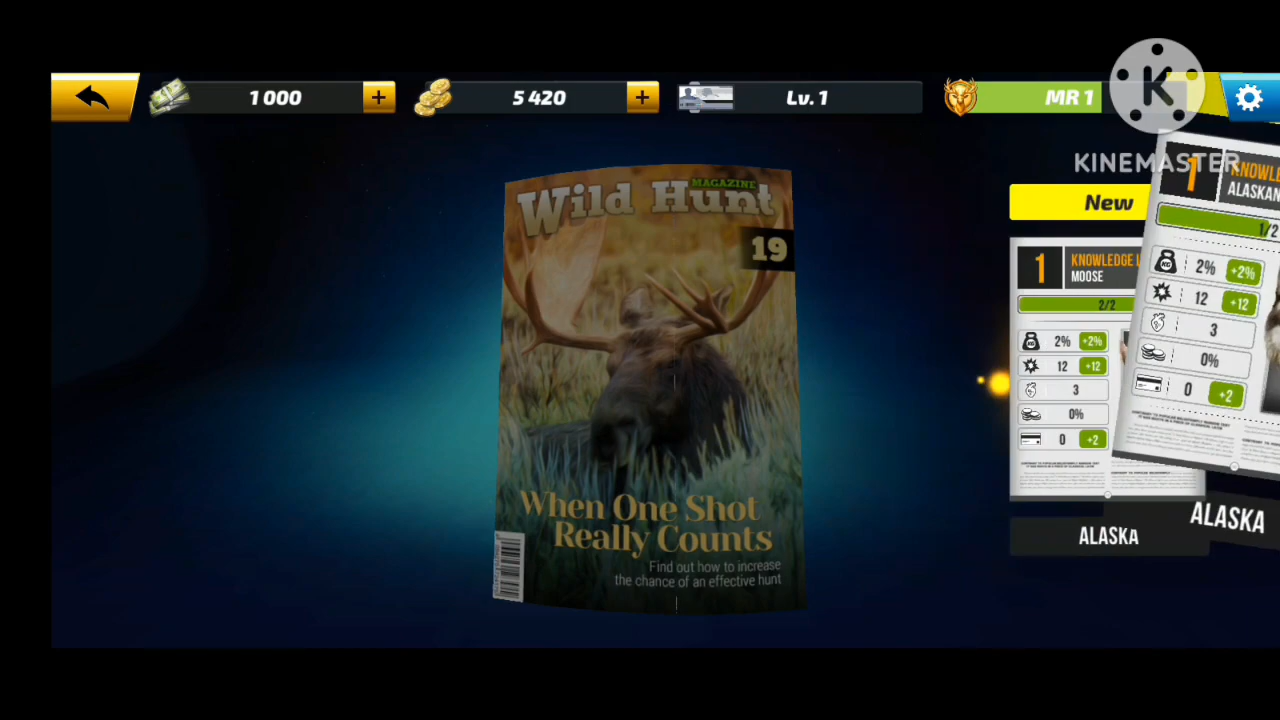 1 000
5 420
Lv. 1
MR 1
K
KINEMASTER
MAGAZINE
Wild Hunt
19
When One Shot
Really Counts
Find out how to increase
the chance of an effective hunt
New
1
KNOWLEDGE
MOOSE
2/2
2% +2%
12 +12
3
0%
0 +2
ALASKA
1
1/2
KG
2% +2%
12 +12
3
0%
0 +2
ALASKA